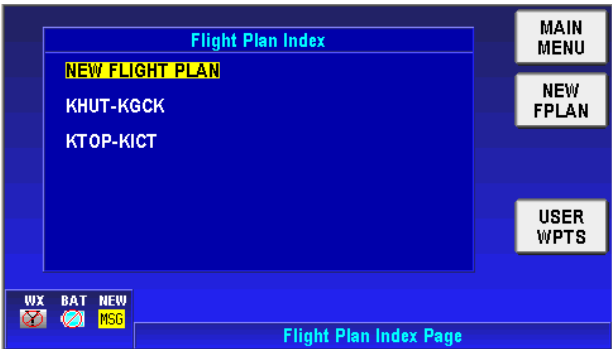 Flight Plan Index
NEW FLIGHT PLAN
KHUT-KGCK
KTOP-KICT
MAIN
MENU
NEW
FPLAN
USER
WPTS
WX BAT NEW
MSG
Flight Plan Index Page